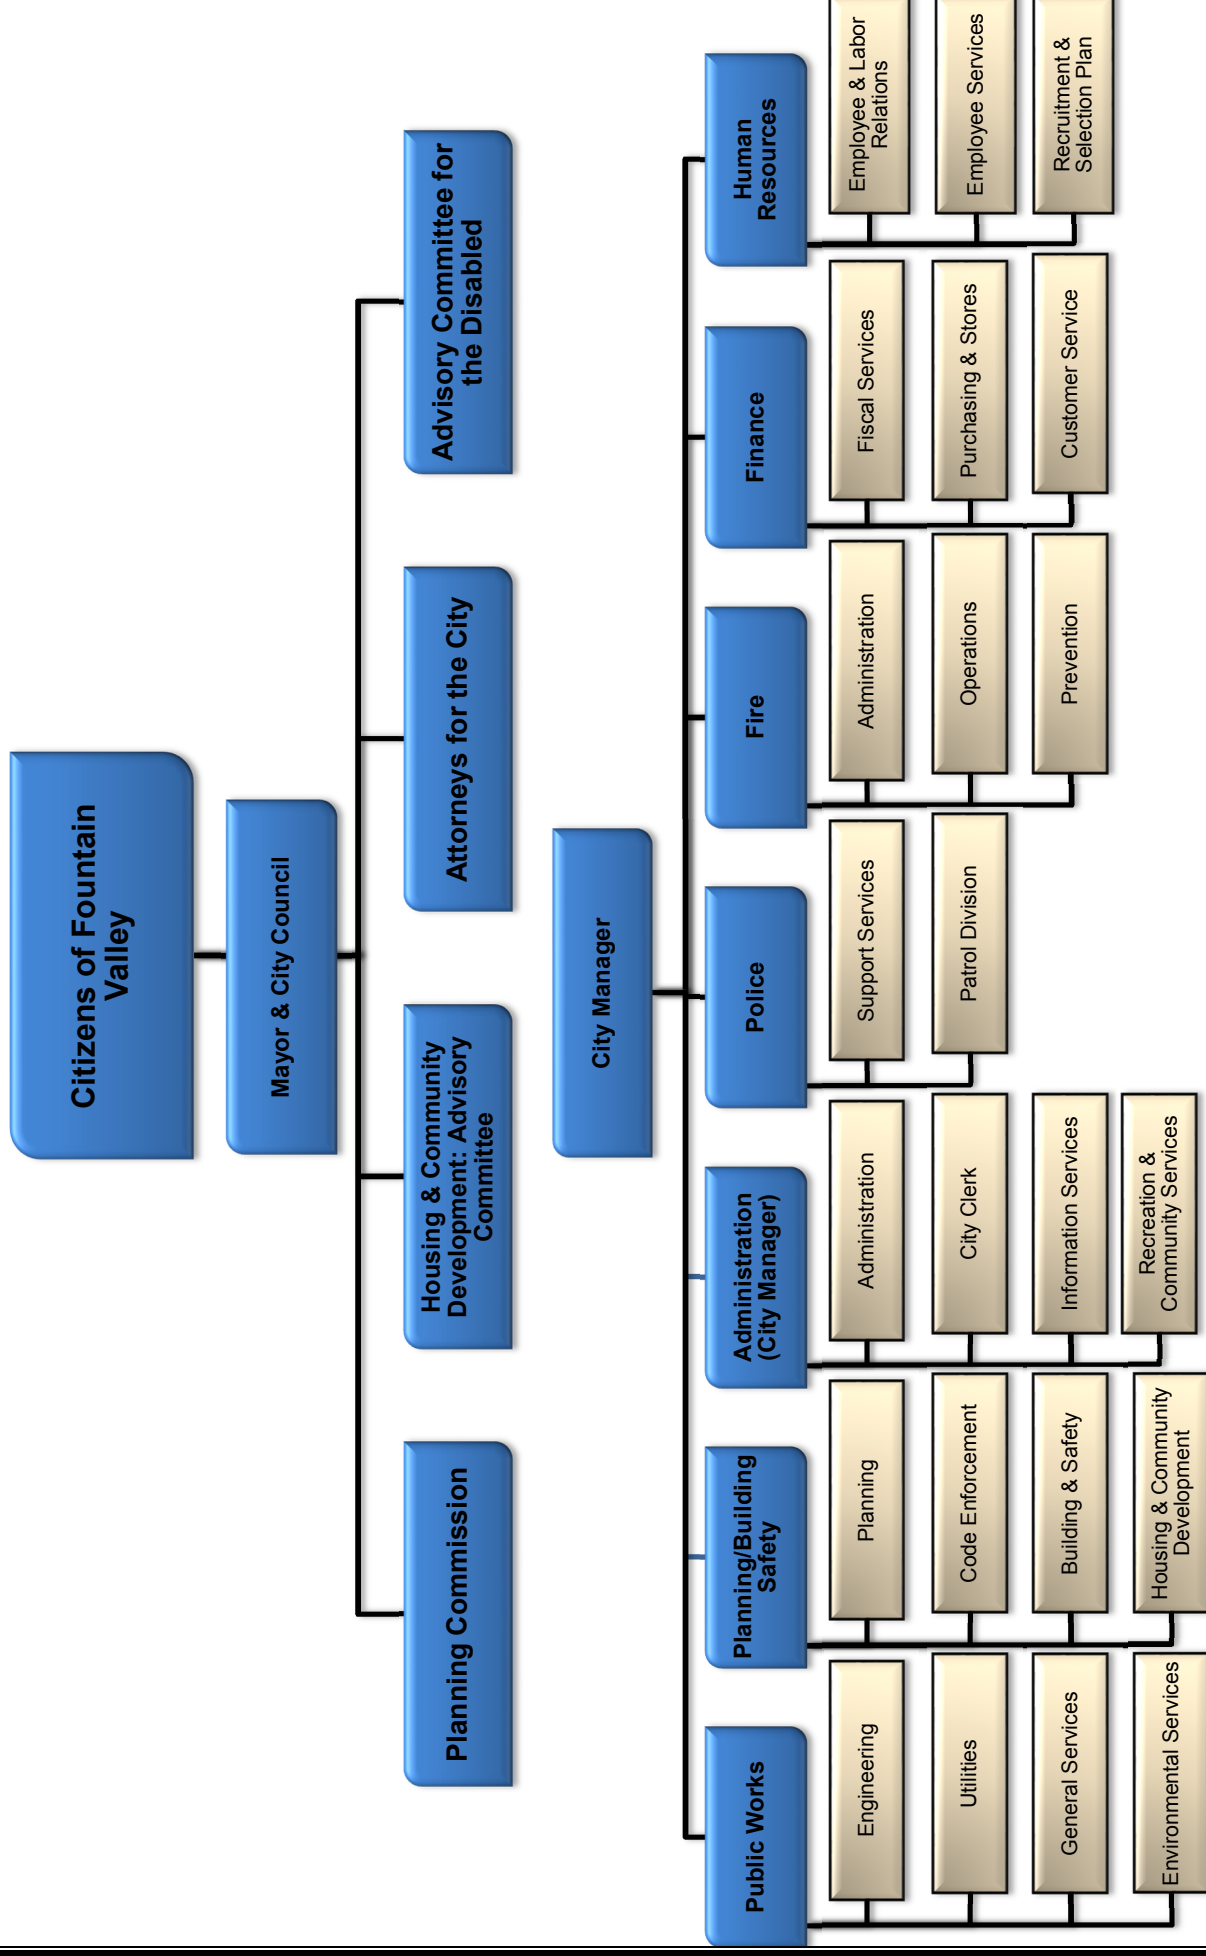 Citizens of Fountain
Valley
Mayor & City Council
Planning Commission
Housing & Community
Development: Advisory
Committee
Attorneys for the City
Advisory Committee for
the Disabled
City Manager
Public Works
Engineering
Utilities
General Services
Environmental Services
Planning/Building
Safety
Planning
Code Enforcement
Building & Safety
Housing & Community
Development
Administration
(City Manager)
Administration
City Clerk
Information Services
Recreation &
Community Services
Police
Support Services
Patrol Division
Fire
Administration
Operations
Prevention
Finance
Fiscal Services
Purchasing & Stores
Customer Service
Human
Resources
Employee & Labor
Relations
Employee Services
Recruitment &
Selection Plan